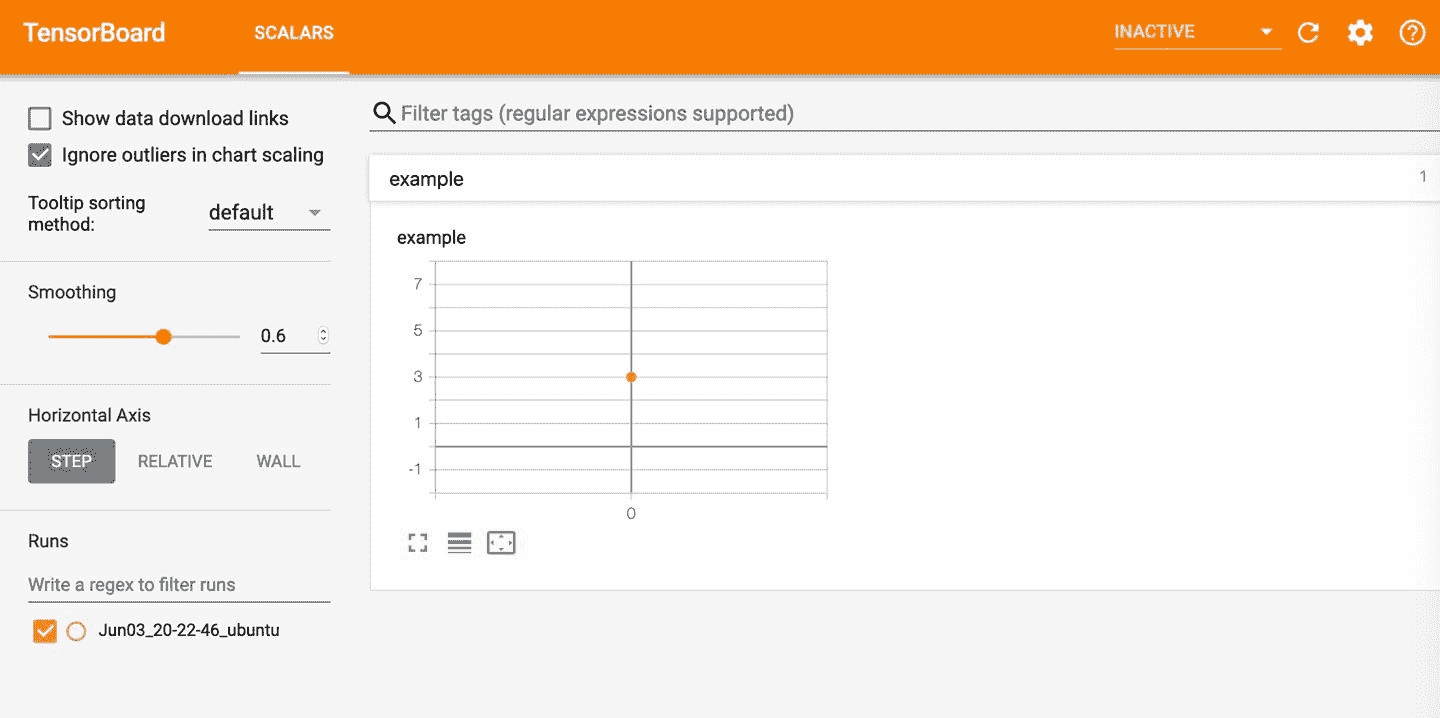 TensorBoard
SCALARS
INACTIVE
Show data download links
Ignore outliers in chart scaling
Tooltip sorting
method:
default
Smoothing
0.6
Horizontal Axis
STEP RELATIVE WALL
Runs
Write a regex to filter runs
Jun03_20-22-46_ubuntu
Filter tags (regular expressions supported)
example
1
example
7
5
3
1
-1
0